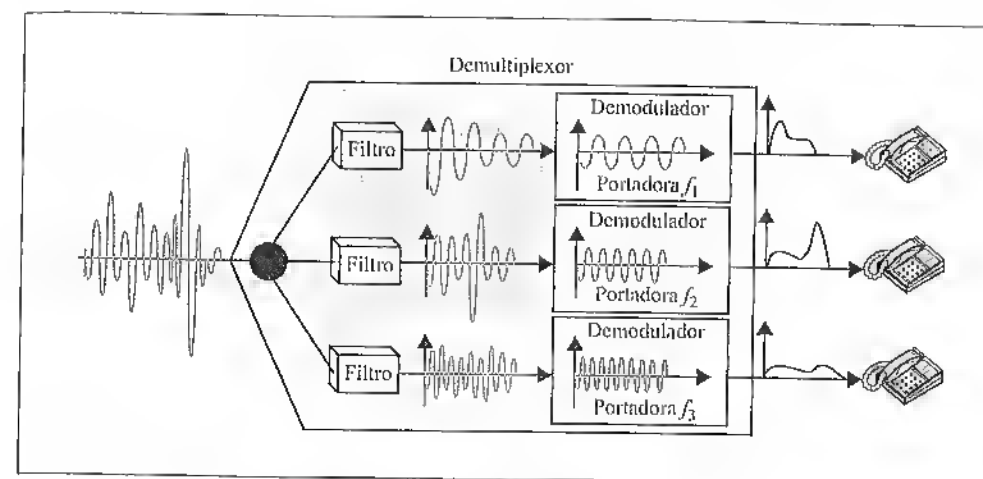 Demultiplexor
Demodulador
Filtro
Portadora f1
Demodulador
Filtro
Portadora f2
Demodulador
Filtro
Portadora f3